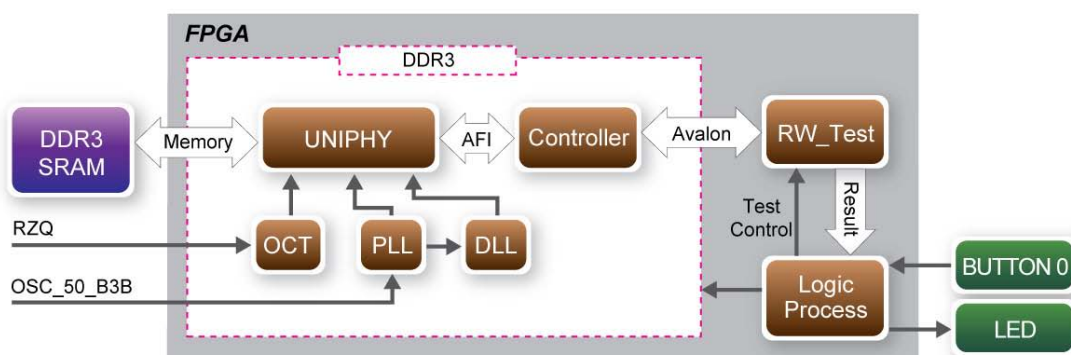 FPGA
DDR3
DDR3
SRAM
Memory
UNIPHY
AFI
Controller
Avalon
RW_Test
RZQ
OCT
PLL
DLL
Test
Control
Result
OSC_50_B3B
Logic
Process
BUTTON 0
LED